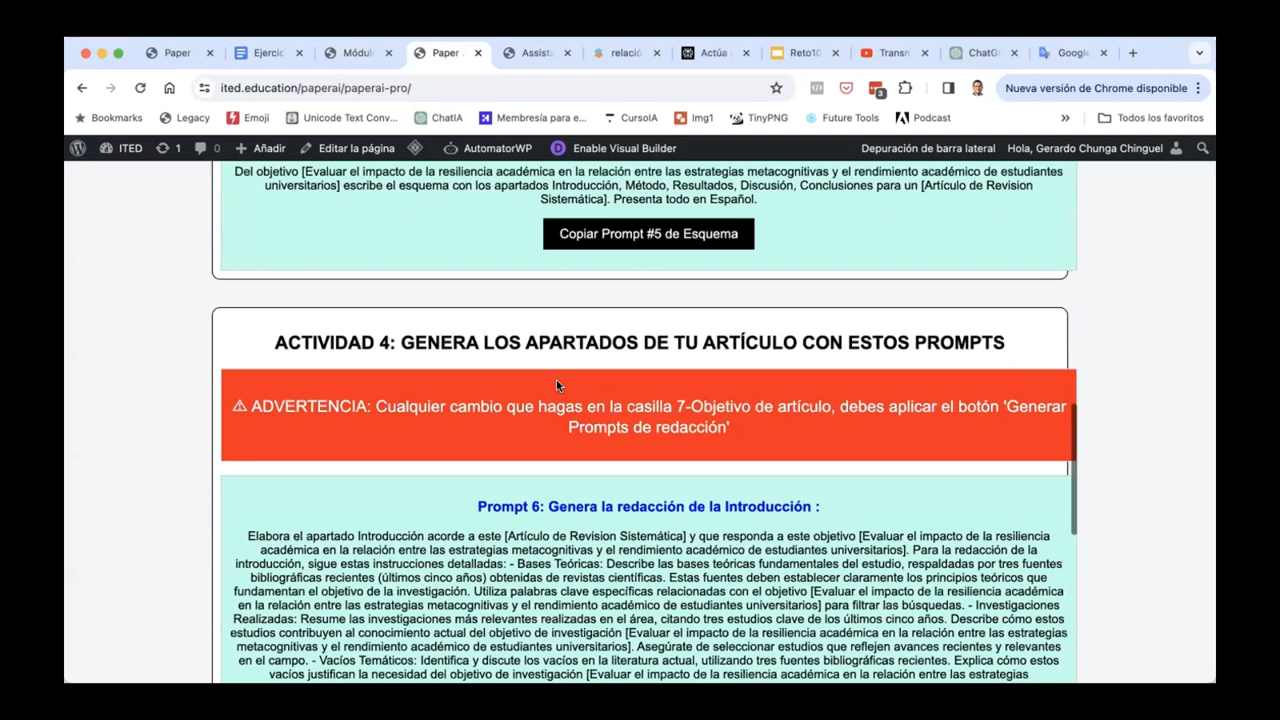 Paper
Ejercic
Módul
Paper
Assist
relació
Actúa
Reto10
Transn
ChatG
Google
ited.education/paperai/paperai-pro/
3
Nueva versión de Chrome disponible
Bookmarks
Legacy
Emoji
Unicode Text Conv...
ChatIA
Membresía para e...
CursoIA
Img1
TinyPNG
Future Tools
Podcast
Todos los favoritos
ITED
1
0
Añadir
Editar la página
AutomatorWP
Enable Visual Builder
Depuración de barra lateral
Hola, Gerardo Chunga Chinguel
Del objetivo [Evaluar el impacto de la resiliencia académica en la relación entre las estrategias metacognitivas y el rendimiento académico de estudiantes
universitarios] escribe el esquema con los apartados Introducción, Método, Resultados, Discusión, Conclusiones para un [Artículo de Revision
Sistemática]. Presenta todo en Español.
Copiar Prompt #5 de Esquema
ACTIVIDAD 4: GENERA LOS APARTADOS DE TU ARTÍCULO CON ESTOS PROMPTS
⚠ ADVERTENCIA: Cualquier cambio que hagas en la casilla 7-Objetivo de artículo, debes aplicar el botón 'Generar
Prompts de redacción'
Prompt 6: Genera la redacción de la Introducción :
Elabora el apartado Introducción acorde a este [Artículo de Revision Sistemática] y que responda a este objetivo [Evaluar el impacto de la resiliencia
académica en la relación entre las estrategias metacognitivas y el rendimiento académico de estudiantes universitarios]. Para la redacción de la
introducción, sigue estas instrucciones detalladas: - Bases Teóricas: Describe las bases teóricas fundamentales del estudio, respaldadas por tres fuentes
bibliográficas recientes (últimos cinco años) obtenidas de revistas científicas. Estas fuentes deben establecer claramente los principios teóricos que
fundamentan el objetivo de la investigación. Utiliza palabras clave específicas relacionadas con el objetivo [Evaluar el impacto de la resiliencia académica
en la relación entre las estrategias metacognitivas y el rendimiento académico de estudiantes universitarios] para filtrar las búsquedas. - Investigaciones
Realizadas: Resume las investigaciones más relevantes realizadas en el área, citando tres estudios clave de los últimos cinco años. Describe cómo estos
estudios contribuyen al conocimiento actual del objetivo de investigación [Evaluar el impacto de la resiliencia académica en la relación entre las estrategias
metacognitivas y el rendimiento académico de estudiantes universitarios]. Asegúrate de seleccionar estudios que reflejen avances recientes y relevantes
en el campo. - Vacíos Temáticos: Identifica y discute los vacíos en la literatura actual, utilizando tres fuentes bibliográficas recientes. Explica cómo estos
vacíos justifican la necesidad del objetivo de investigación [Evaluar el impacto de la resiliencia académica en la relación entre las estrategias